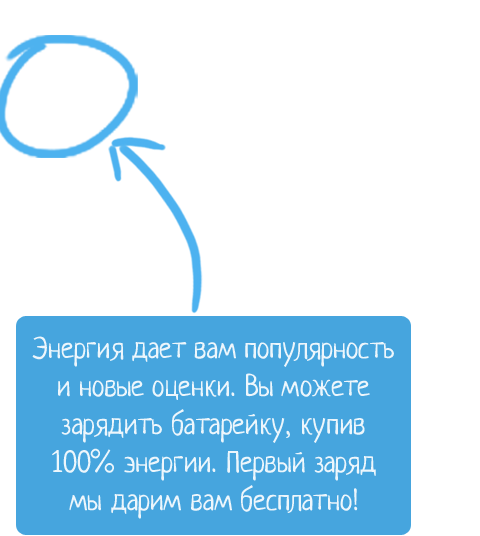 Энергия дает вам популярность
и новые оценки. Вы можете
зарядить батарейку, купив
100% энергии. Первый заряд
мы дарим вам бесплатно!